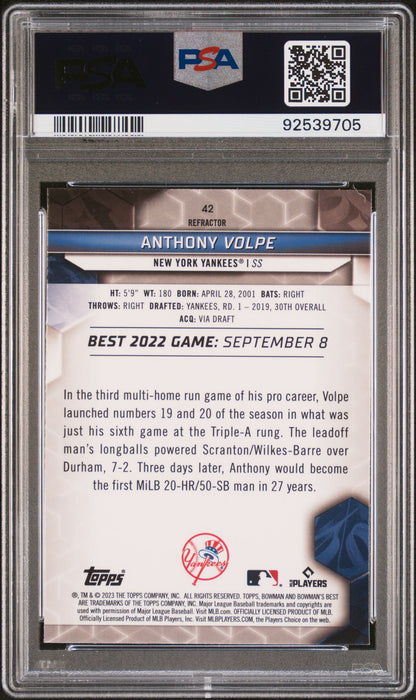 PSA
PSA
92539705
42
REFRACTOR
ANTHONY VOLPE
NEW YORK YANKEES® | SS
HT: 5'9" WT: 180 BORN: APRIL 28, 2001 BATS: RIGHT
THROWS: RIGHT DRAFTED: YANKEES, RD. 1 – 2019, 30TH OVERALL
ACQ: VIA DRAFT
BEST 2022 GAME: SEPTEMBER 8
In the third multi-home run game of his pro career, Volpe
launched numbers 19 and 20 of the season in what was
just his sixth game at the Triple-A rung. The leadoff
man's longballs powered Scranton/Wilkes-Barre over
Durham, 7-2. Three days later, Anthony would become
the first MiLB 20-HR/50-SB man in 27 years.
Topps
Yankees
PLAYERS
®, TM & © 2023 THE TOPPS COMPANY, INC. ALL RIGHTS RESERVED. TOPPS, BOWMAN AND BOWMAN'S BEST
ARE TRADEMARKS OF THE TOPPS COMPANY, INC. Major League Baseball trademarks and copyrights are
used with permission of Major League Baseball. Visit MLB.com. OFFICIALLY LICENSED PRODUCT OF MLB.
Officially Licensed Product of MLB Players, Inc. Visit MLBPLAYERS.com, the Players Choice on the web.